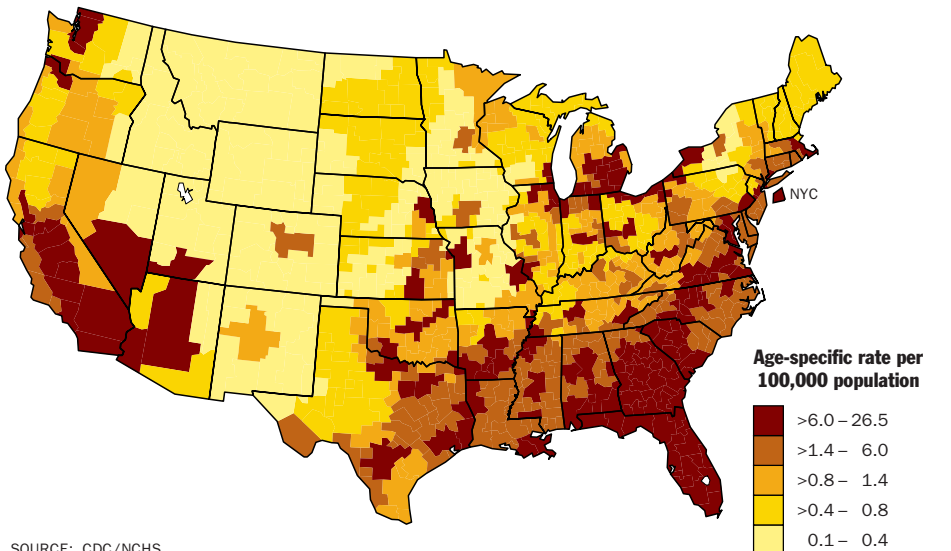 NYC
Age-specific rate per
100,000 population
>6.0 – 26.5
>1.4 – 6.0
>0.8 – 1.4
>0.4 – 0.8
0.1 – 0.4
SOURCE: CDC/NCHS